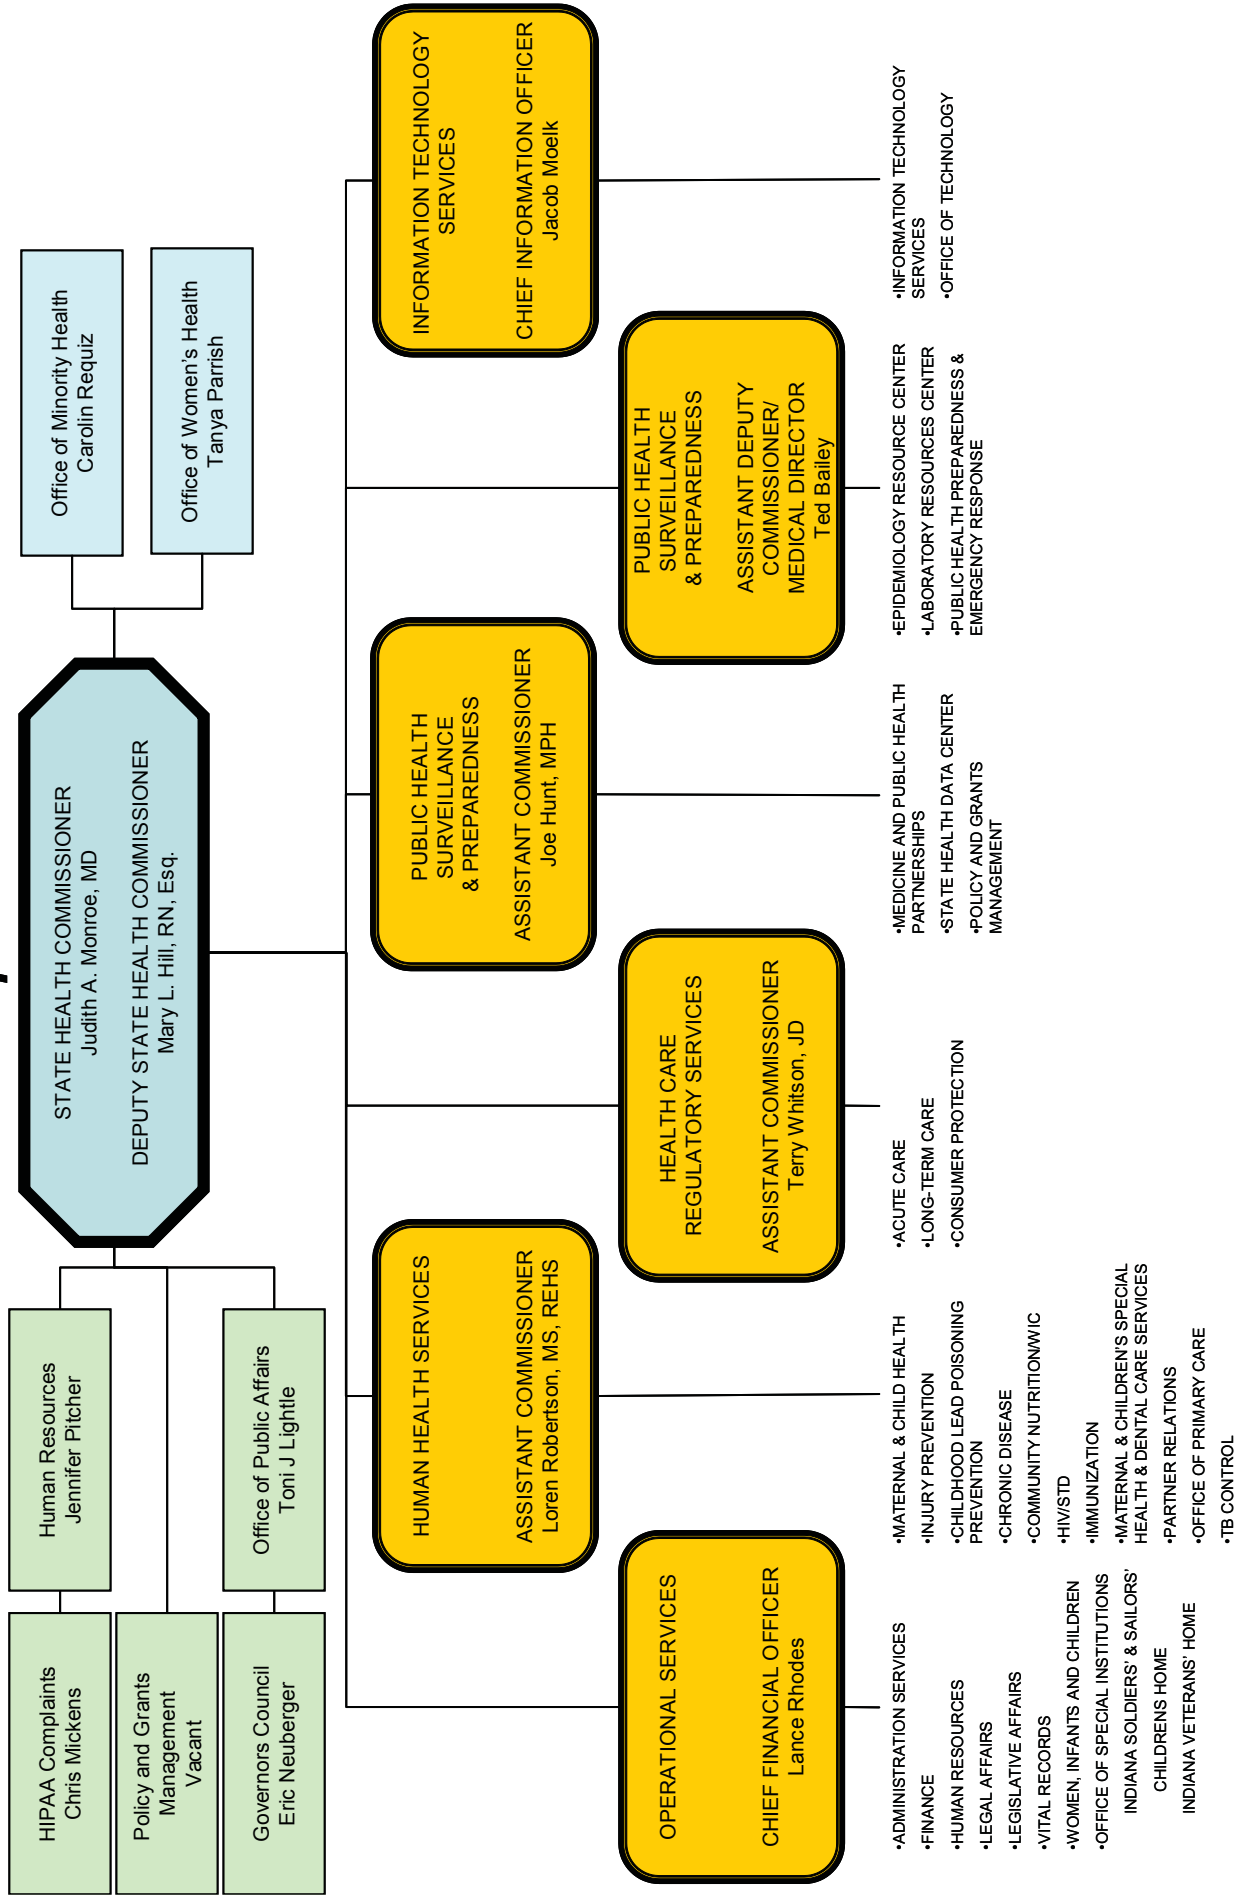 HIPAA Complaints
Chris Mickens
Policy and Grants
Management
Vacant
Governors Council
Eric Neuberger
Human Resources
Jennifer Pitcher
Office of Public Affairs
Toni J Lightle
STATE HEALTH COMMISSIONER
Judith A. Monroe, MD
DEPUTY STATE HEALTH COMMISSIONER
Mary L. Hill, RN, Esq.
Office of Minority Health
Carolin Requiz
Office of Women's Health
Tanya Parrish
OPERATIONAL SERVICES
CHIEF FINANCIAL OFFICER
Lance Rhodes
HUMAN HEALTH SERVICES
ASSISTANT COMMISSIONER
Loren Robertson, MS, REHS
HEALTH CARE
REGULATORY SERVICES
ASSISTANT COMMISSIONER
Terry Whitson, JD
PUBLIC HEALTH
SURVEILLANCE
& PREPAREDNESS
ASSISTANT COMMISSIONER
Joe Hunt, MPH
PUBLIC HEALTH
SURVEILLANCE
& PREPAREDNESS
ASSISTANT DEPUTY
COMMISSIONER/
MEDICAL DIRECTOR
Ted Bailey
INFORMATION TECHNOLOGY
SERVICES
CHIEF INFORMATION OFFICER
Jacob Moelk
•ADMINISTRATION SERVICES
•FINANCE
•HUMAN RESOURCES
•LEGAL AFFAIRS
•LEGISLATIVE AFFAIRS
•VITAL RECORDS
•WOMEN, INFANTS AND CHILDREN
•OFFICE OF SPECIAL INSTITUTIONS
INDIANA SOLDIERS' & SAILORS'
CHILDRENS HOME
INDIANA VETERANS' HOME
•MATERNAL & CHILD HEALTH
•INJURY PREVENTION
•CHILDHOOD LEAD POISONING
PREVENTION
•CHRONIC DISEASE
•COMMUNITY NUTRITION/WIC
•HIV/STD
•IMMUNIZATION
•MATERNAL & CHILDREN'S SPECIAL
HEALTH & DENTAL CARE SERVICES
•PARTNER RELATIONS
•OFFICE OF PRIMARY CARE
•TB CONTROL
•ACUTE CARE
•LONG-TERM CARE
•CONSUMER PROTECTION
•MEDICINE AND PUBLIC HEALTH
PARTNERSHIPS
•STATE HEALTH DATA CENTER
•POLICY AND GRANTS
MANAGEMENT
•EPIDEMIOLOGY RESOURCE CENTER
•LABORATORY RESOURCES CENTER
•PUBLIC HEALTH PREPAREDNESS &
EMERGENCY RESPONSE
•INFORMATION TECHNOLOGY
SERVICES
•OFFICE OF TECHNOLOGY